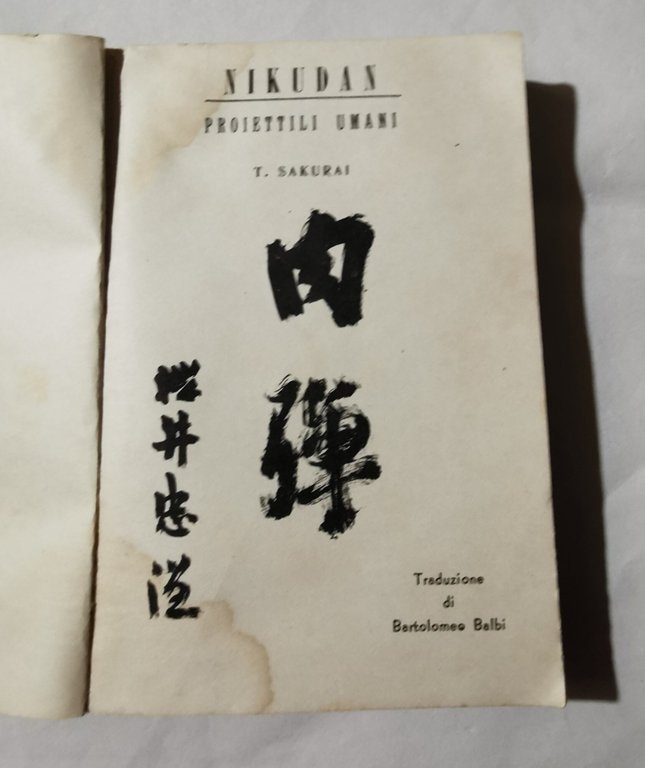 NIKUDAN
PROIETTILI UMANI
T. SAKURAI
肉彈
櫻井忠温
Traduzione
di
Bartolomeo Balbi